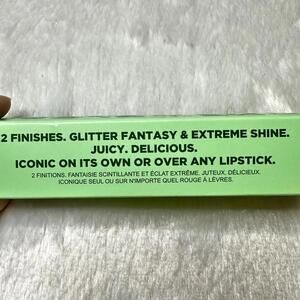 2 FINISHES. GLITTER FANTASY & EXTREME SHINE.
JUICY. DELICIOUS.
ICONIC ON ITS OWN OR OVER ANY LIPSTICK.
2 FINITIONS. FANTAISIE SCINTILLANTE ET ÉCLAT EXTRÊME. JUTEUX. DÉLICIEUX.
ICONIQUE SEUL OU SUR N'IMPORTE QUEL ROUGE À LÈVRES.